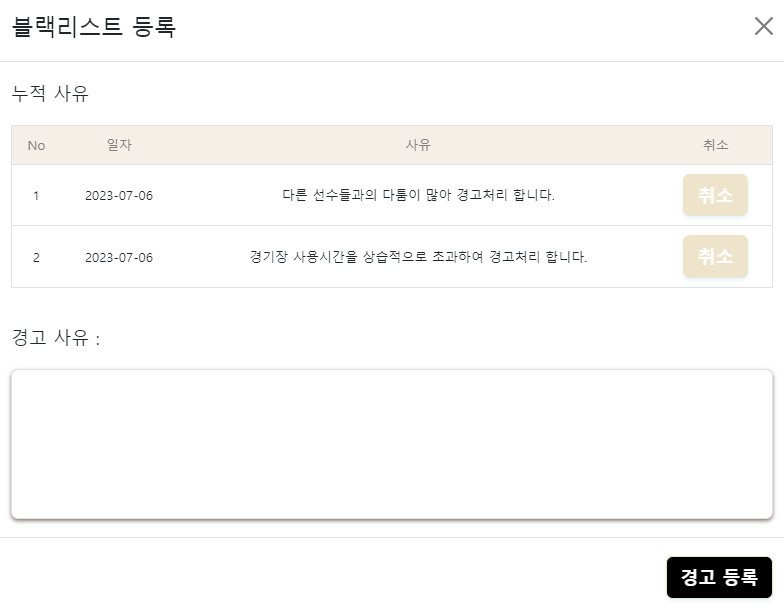 블랙리스트 등록
누적 사유
No 일자 사유 취소
1 2023-07-06 다른 선수들과의 다툼이 많아 경고처리 합니다. 취소
2 2023-07-06 경기장 사용시간을 상습적으로 초과하여 경고처리 합니다. 취소
경고 사유 :
경고 등록